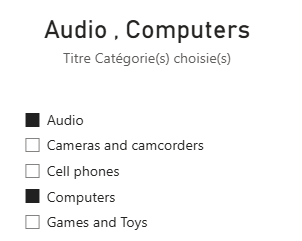 Audio , Computers
Titre Catégorie(s) choisie(s)
Audio
Cameras and camcorders
Cell phones
Computers
Games and Toys